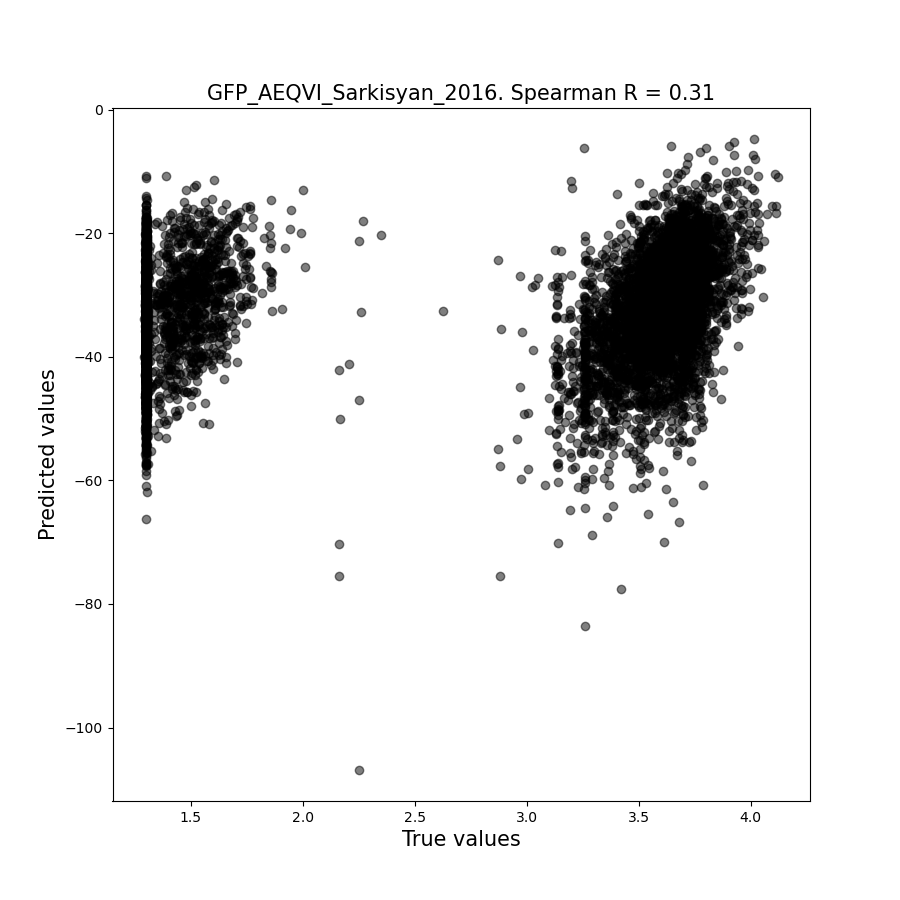 GFP_AEQVI_Sarkisyan_2016. Spearman R = 0.31
0
−20
−40
−60
−80
−100
Predicted values
1.5 2.0 2.5 3.0 3.5 4.0
True values